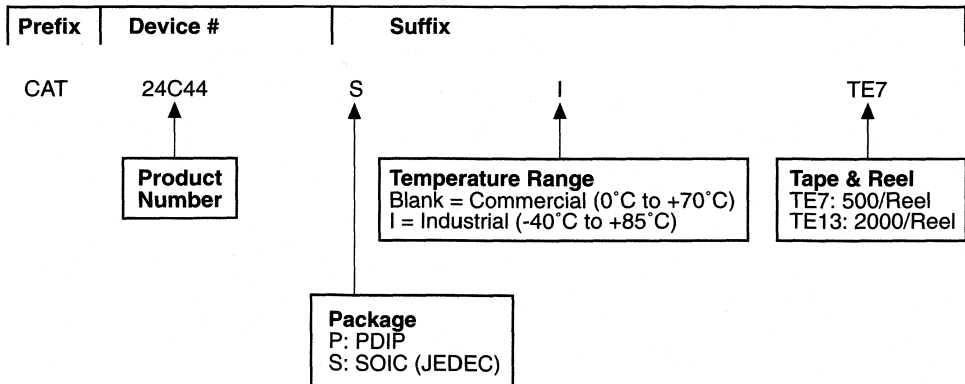 Prefix Device # Suffix
CAT 24C44 S I TE7
Product
Number
Temperature Range
Blank = Commercial (0˚C to +70˚C)
I = Industrial (-40˚C to +85˚C)
Tape & Reel
TE7: 500/Reel
TE13: 2000/Reel
Package
P: PDIP
S: SOIC (JEDEC)